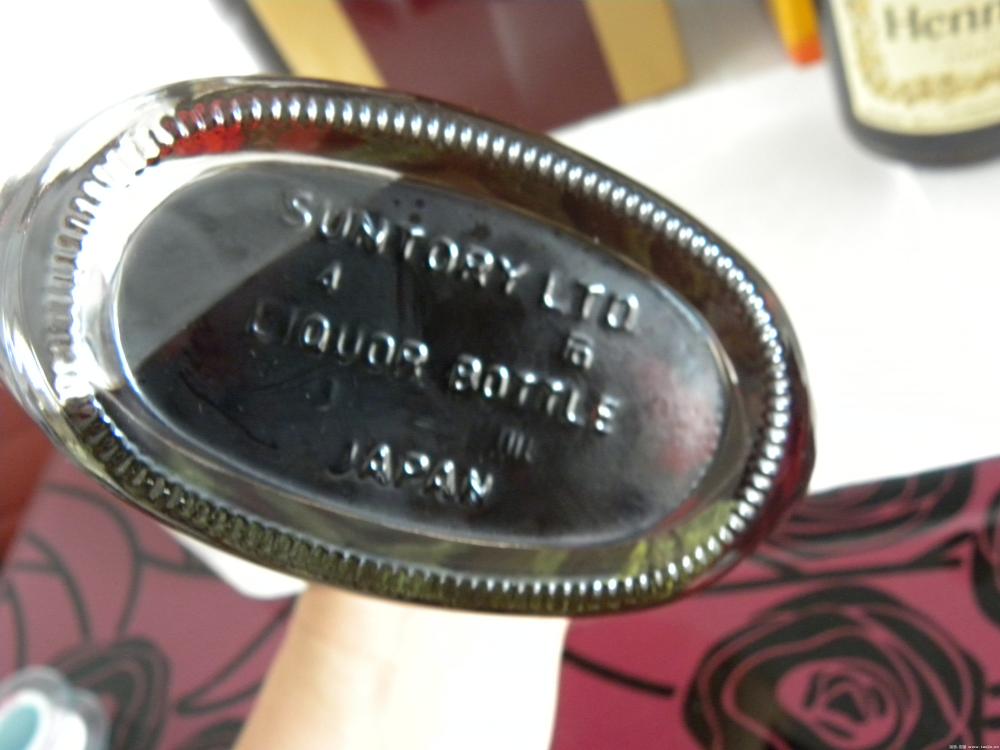 SUNTORY LTD
4
LIQUOR BOTTLE
JAPAN
Henn